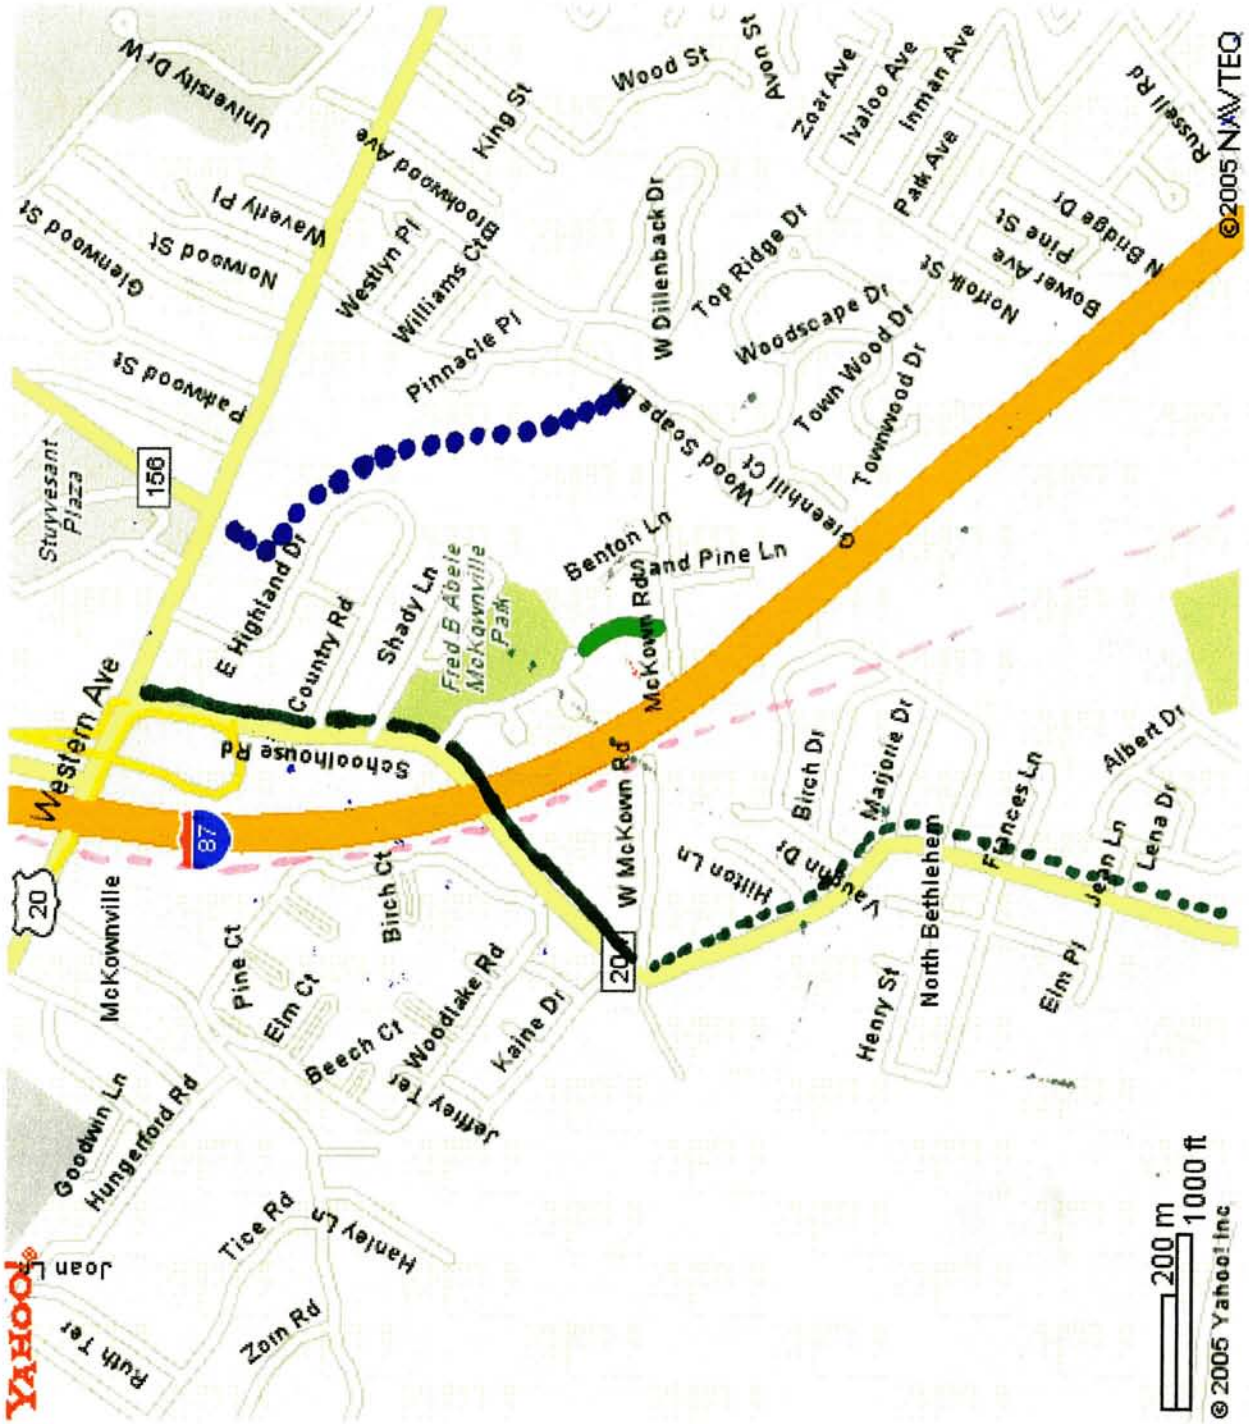 YAHOO!®
Joan Ln
Ruth Ter
Zorn Rd
Tice Rd
Hanley Ln
Goodwin Ln
Hungerford Rd
McKownville
20
Western Ave
87
Pine Ct
Elm Ct
Beech Ct
Birch Ct
Jeffrey Ter
Woodlake Rd
Kaine Dr
Schoolhouse Rd
Country Rd
E Highland Dr
Shady Ln
Fred B Abele
McKownville
Park
Stuyvesant
Plaza
156
Parkwood St
Glenwood St
Norwood St
Waverly Pl
University Dr W
Brookwood Ave
Westlyn Pl
Williams Ct
Pinnacle Pl
King St
Wood St
Avon St
Zoar Ave
Ivaloo Ave
Inman Ave
Park Ave
Russell Rd
N Bridge Dr
Pine St
Bower Ave
Norfolk St
W Dillenback Dr
Top Ridge Dr
Woodscape Dr
Town Wood Dr
Townwood Dr
Wood Scape
Greenhill Ct
Benton Ln
Sand Pine Ln
McKown Rd
W McKown Rd
20
Hilton Ln
Vaughn Dr
Birch Dr
Marjorie Dr
North Bethlehem
Frances Ln
Albert Dr
Jean Ln
Lena Dr
Henry St
Elm Pl
200 m
1000 ft
© 2005 Yahoo! Inc
©2005 NAVTEQ